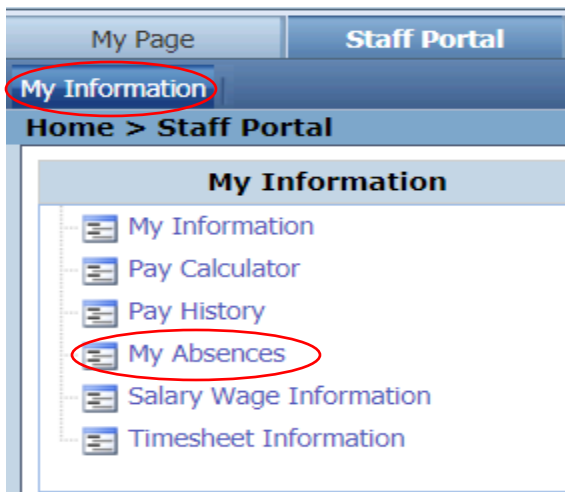 My Page Staff Portal
My Information
Home > Staff Portal
My Information
My Information
Pay Calculator
Pay History
My Absences
Salary Wage Information
Timesheet Information